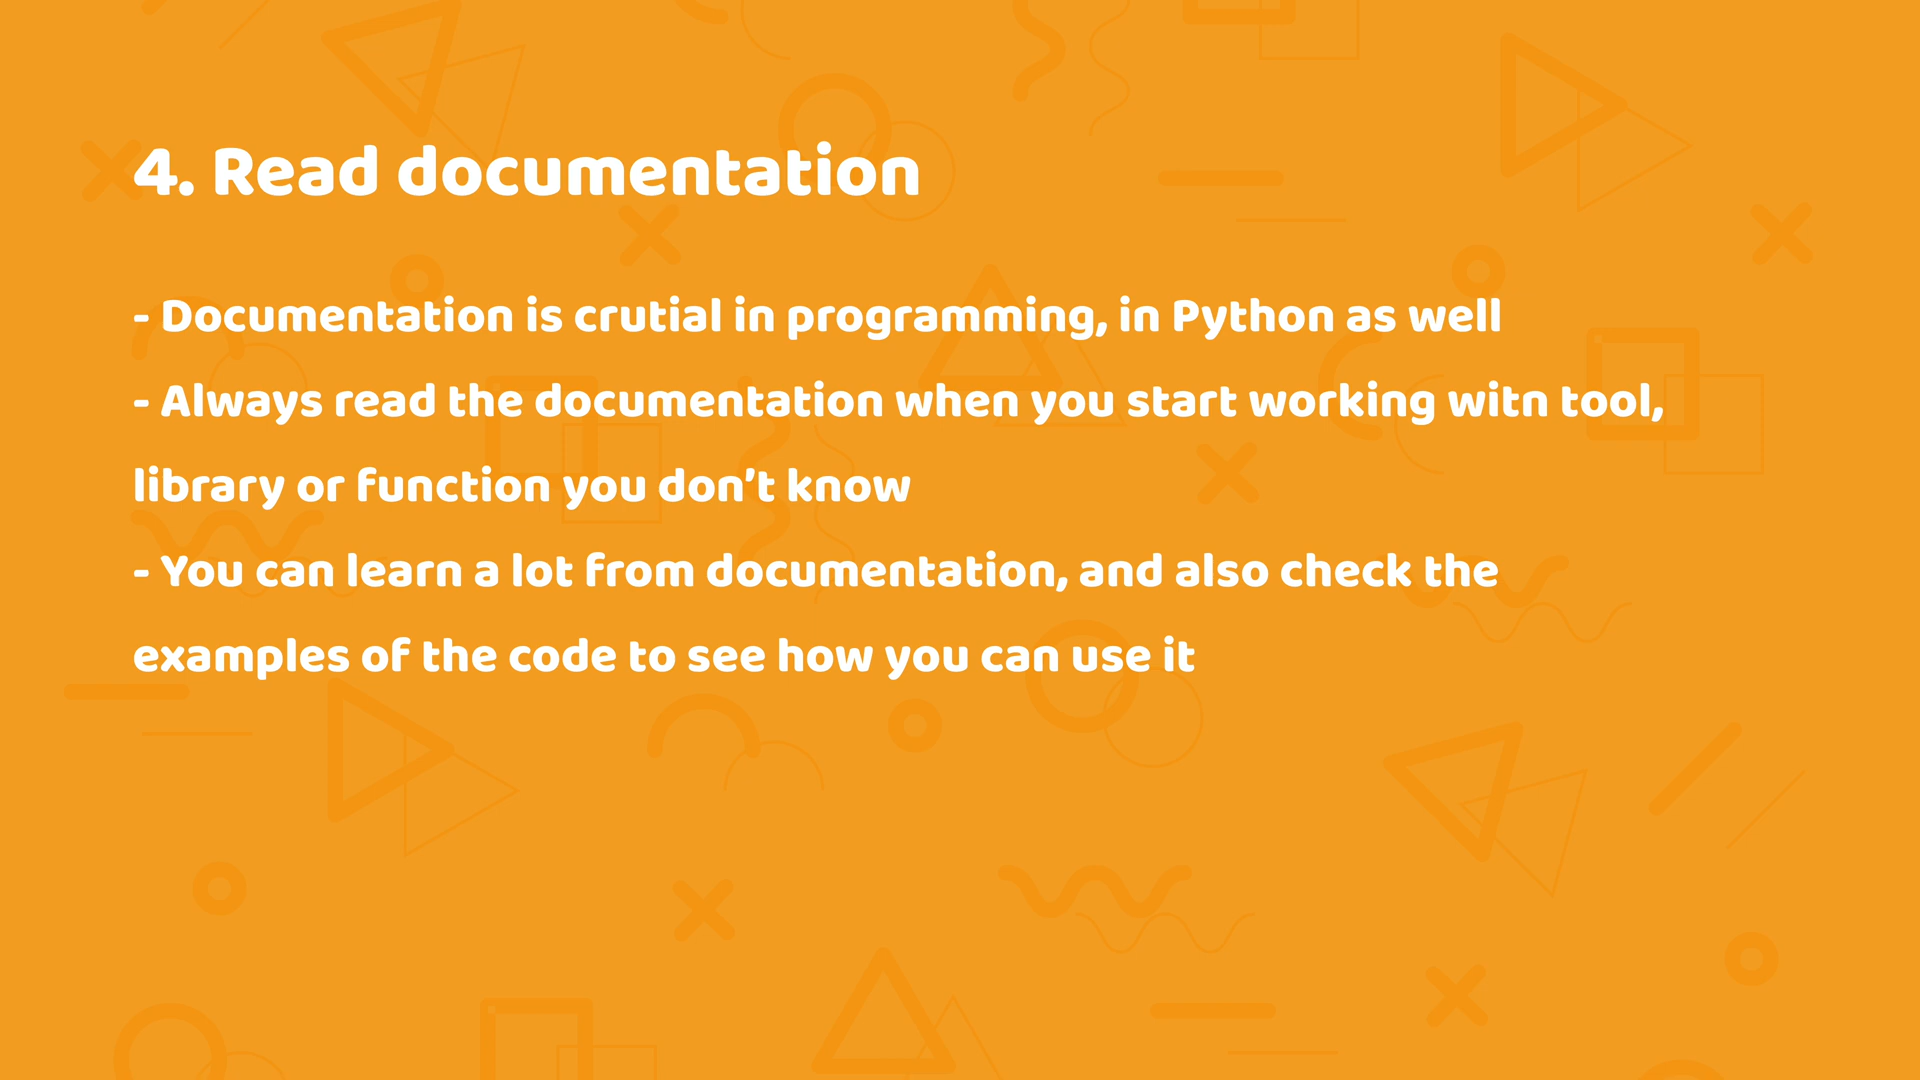 4. Read documentation
- Documentation is crutial in programming, in Python as well
- Always read the documentation when you start working witn tool,
library or function you don’t know
- You can learn a lot from documentation, and also check the
examples of the code to see how you can use it